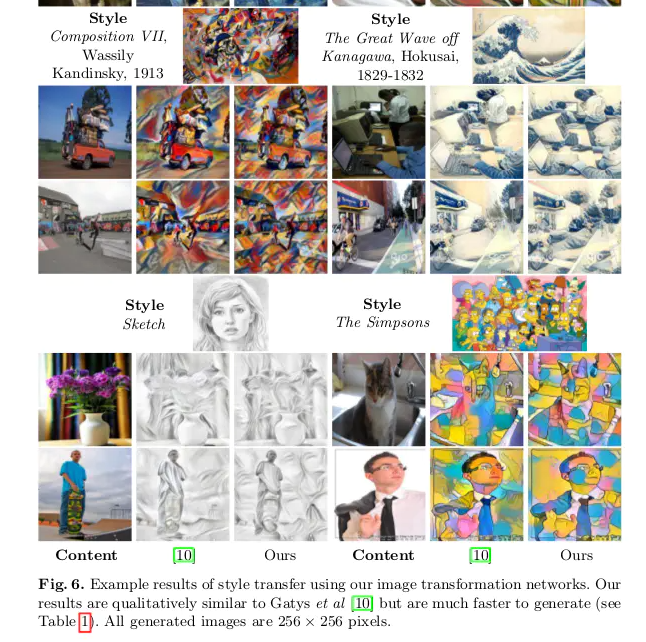 Style
Composition VII,
Wassily
Kandinsky, 1913
Style
The Great Wave off
Kanagawa, Hokusai,
1829-1832
Style
Sketch
Style
The Simpsons
Content [10] Ours Content [10] Ours
Fig. 6. Example results of style transfer using our image transformation networks. Our
results are qualitatively similar to Gatys et al [10] but are much faster to generate (see
Table 1). All generated images are 256 × 256 pixels.